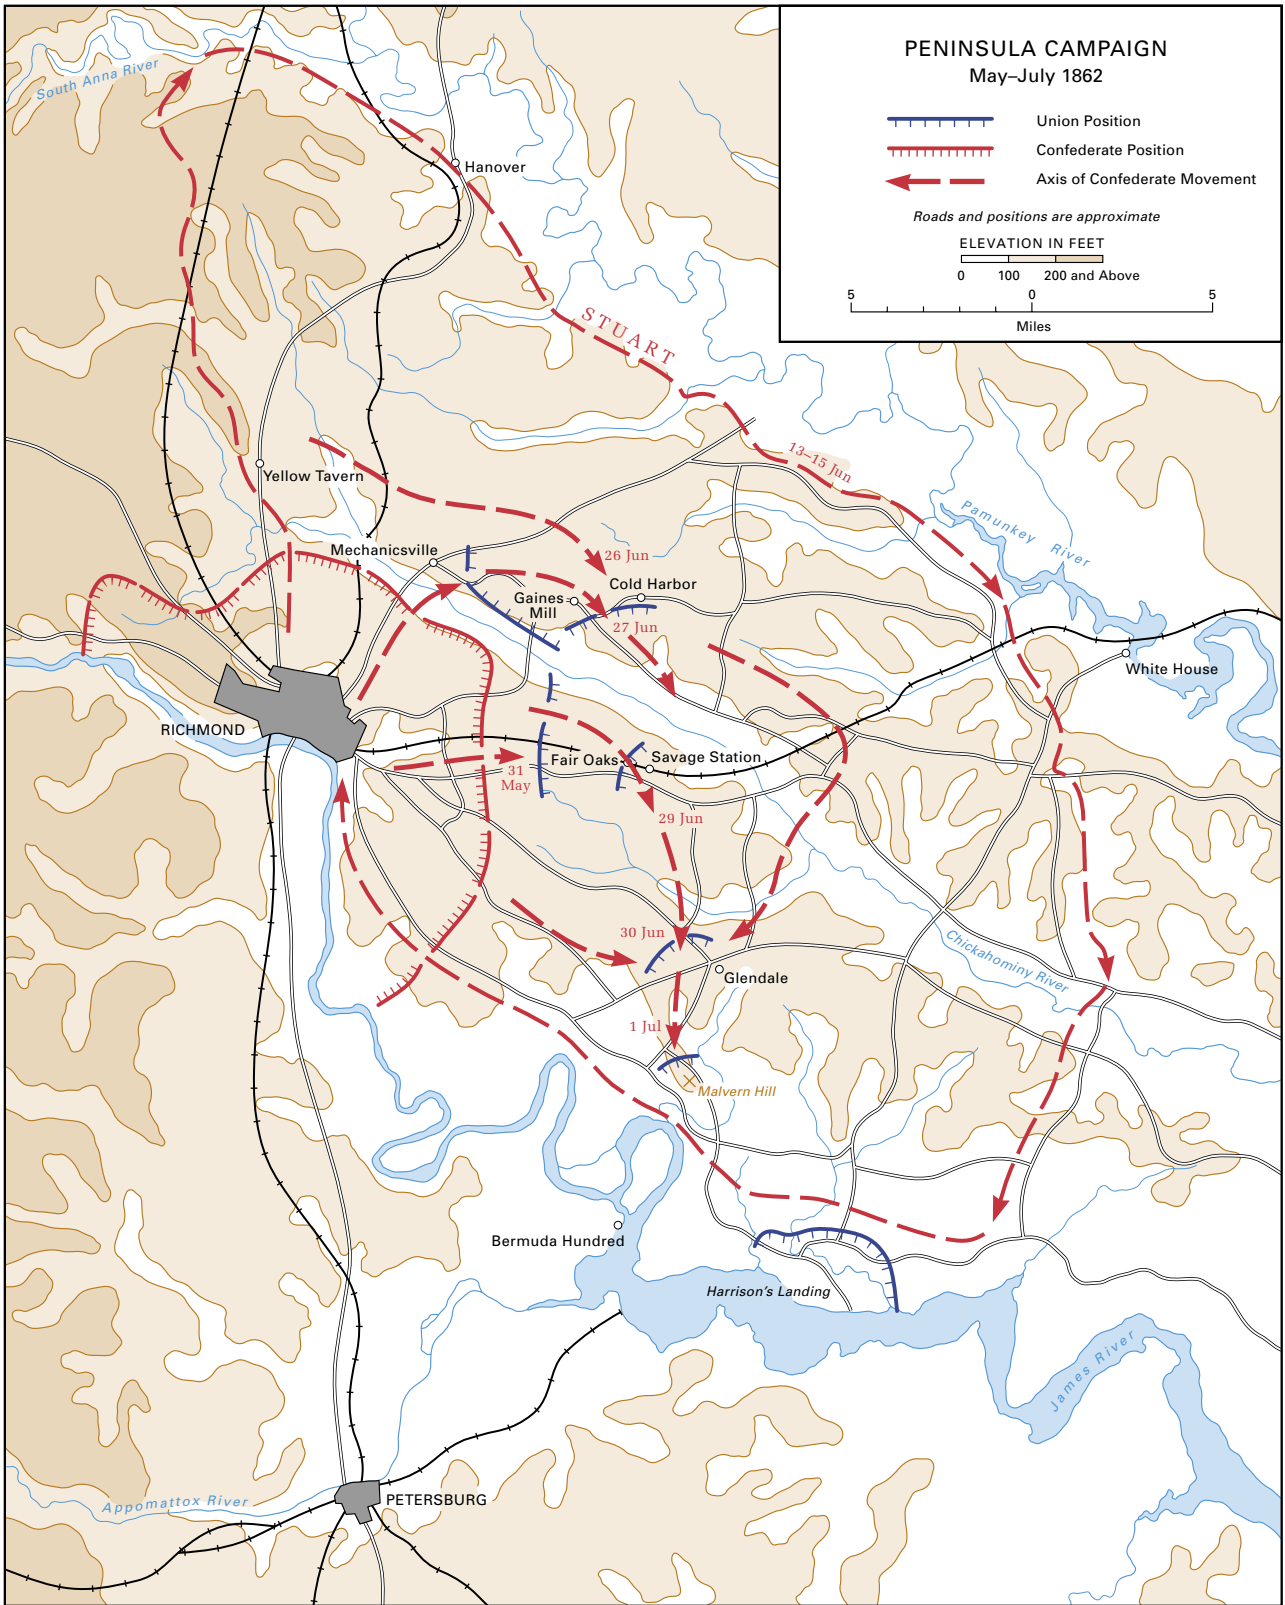 PENINSULA CAMPAIGN
May–July 1862
Union Position
Confederate Position
Axis of Confederate Movement
Roads and positions are approximate
ELEVATION IN FEET
0 100 200 and Above
5 0 5
Miles
South Anna River
Hanover
STUART
13–15 Jun
Yellow Tavern
Pamunkey River
Mechanicsville
26 Jun
Cold Harbor
Gaines
Mill
27 Jun
White House
RICHMOND
Fair Oaks
Savage Station
31
May
29 Jun
30 Jun
Chickahominy River
Glendale
1 Jul
Malvern Hill
Bermuda Hundred
Harrison's Landing
James River
Appomattox River
PETERSBURG